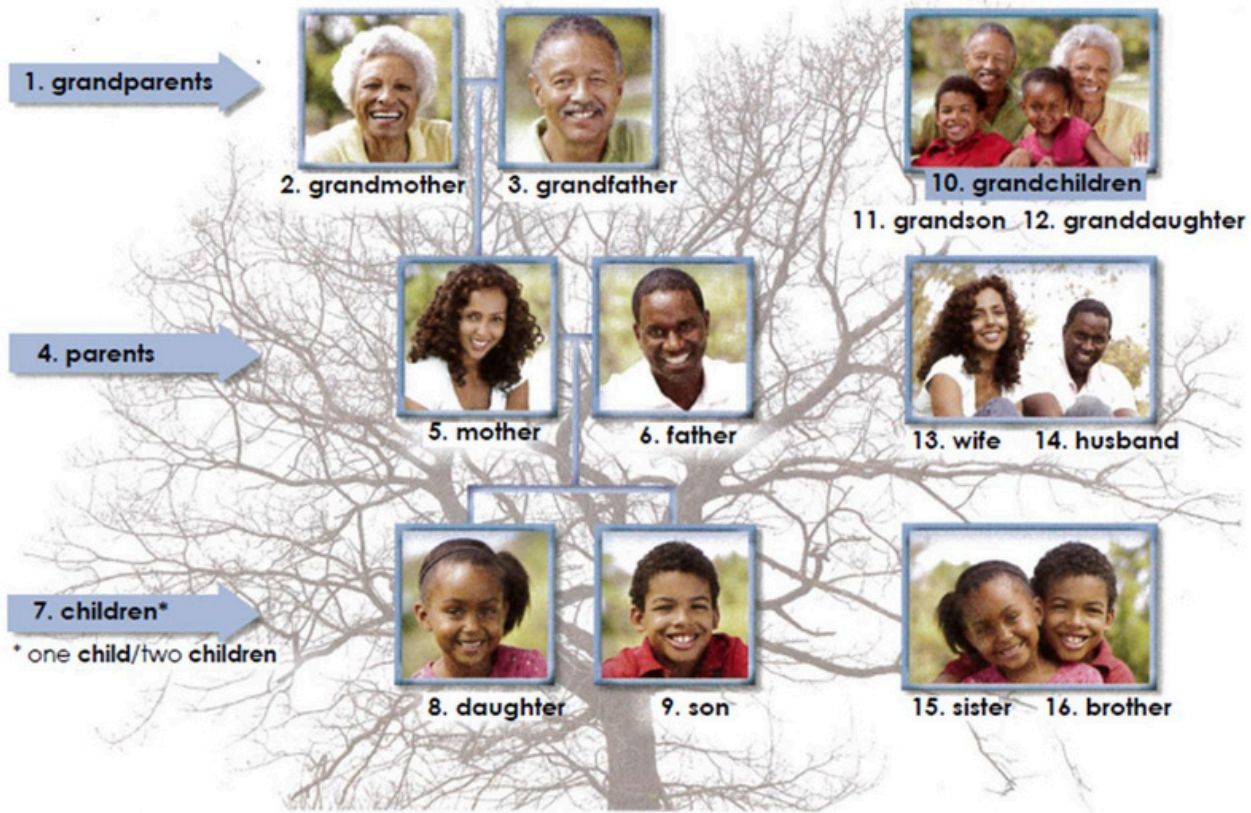 1. grandparents
2. grandmother
3. grandfather
10. grandchildren
11. grandson 12. granddaughter
4. parents
5. mother
6. father
13. wife 14. husband
7. children*
* one child/two children
8. daughter
9. son
15. sister 16. brother